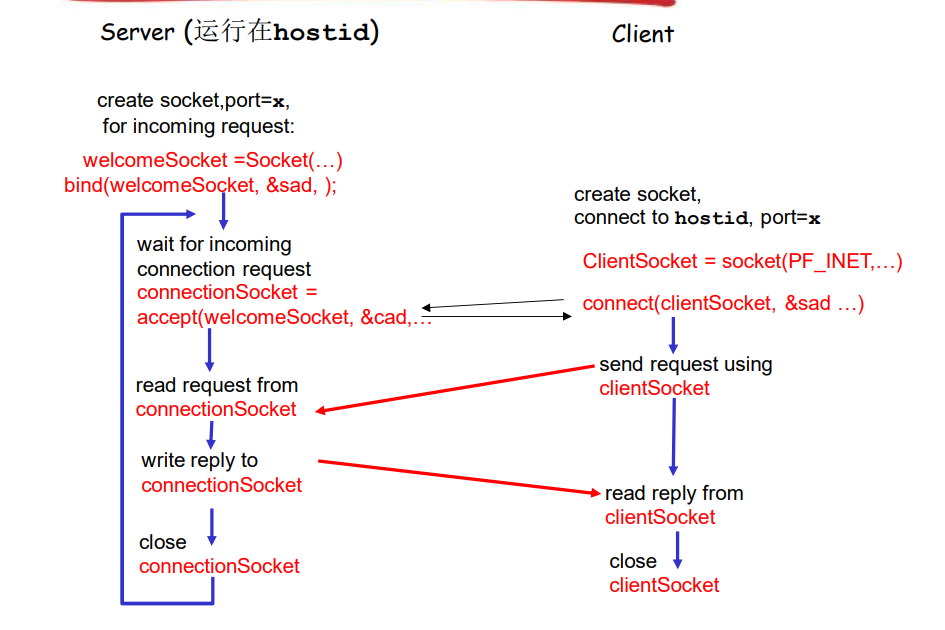 Server (运行在hostid)
Client
create socket,port=x,
for incoming request:
welcomeSocket =Socket(…)
bind(welcomeSocket, &sad, );
create socket,
connect to hostid, port=x
wait for incoming
connection request
connectionSocket =
accept(welcomeSocket, &cad,…
ClientSocket = socket(PF_INET,…)
connect(clientSocket, &sad …)
read request from
connectionSocket
send request using
clientSocket
write reply to
connectionSocket
read reply from
clientSocket
close
connectionSocket
close
clientSocket